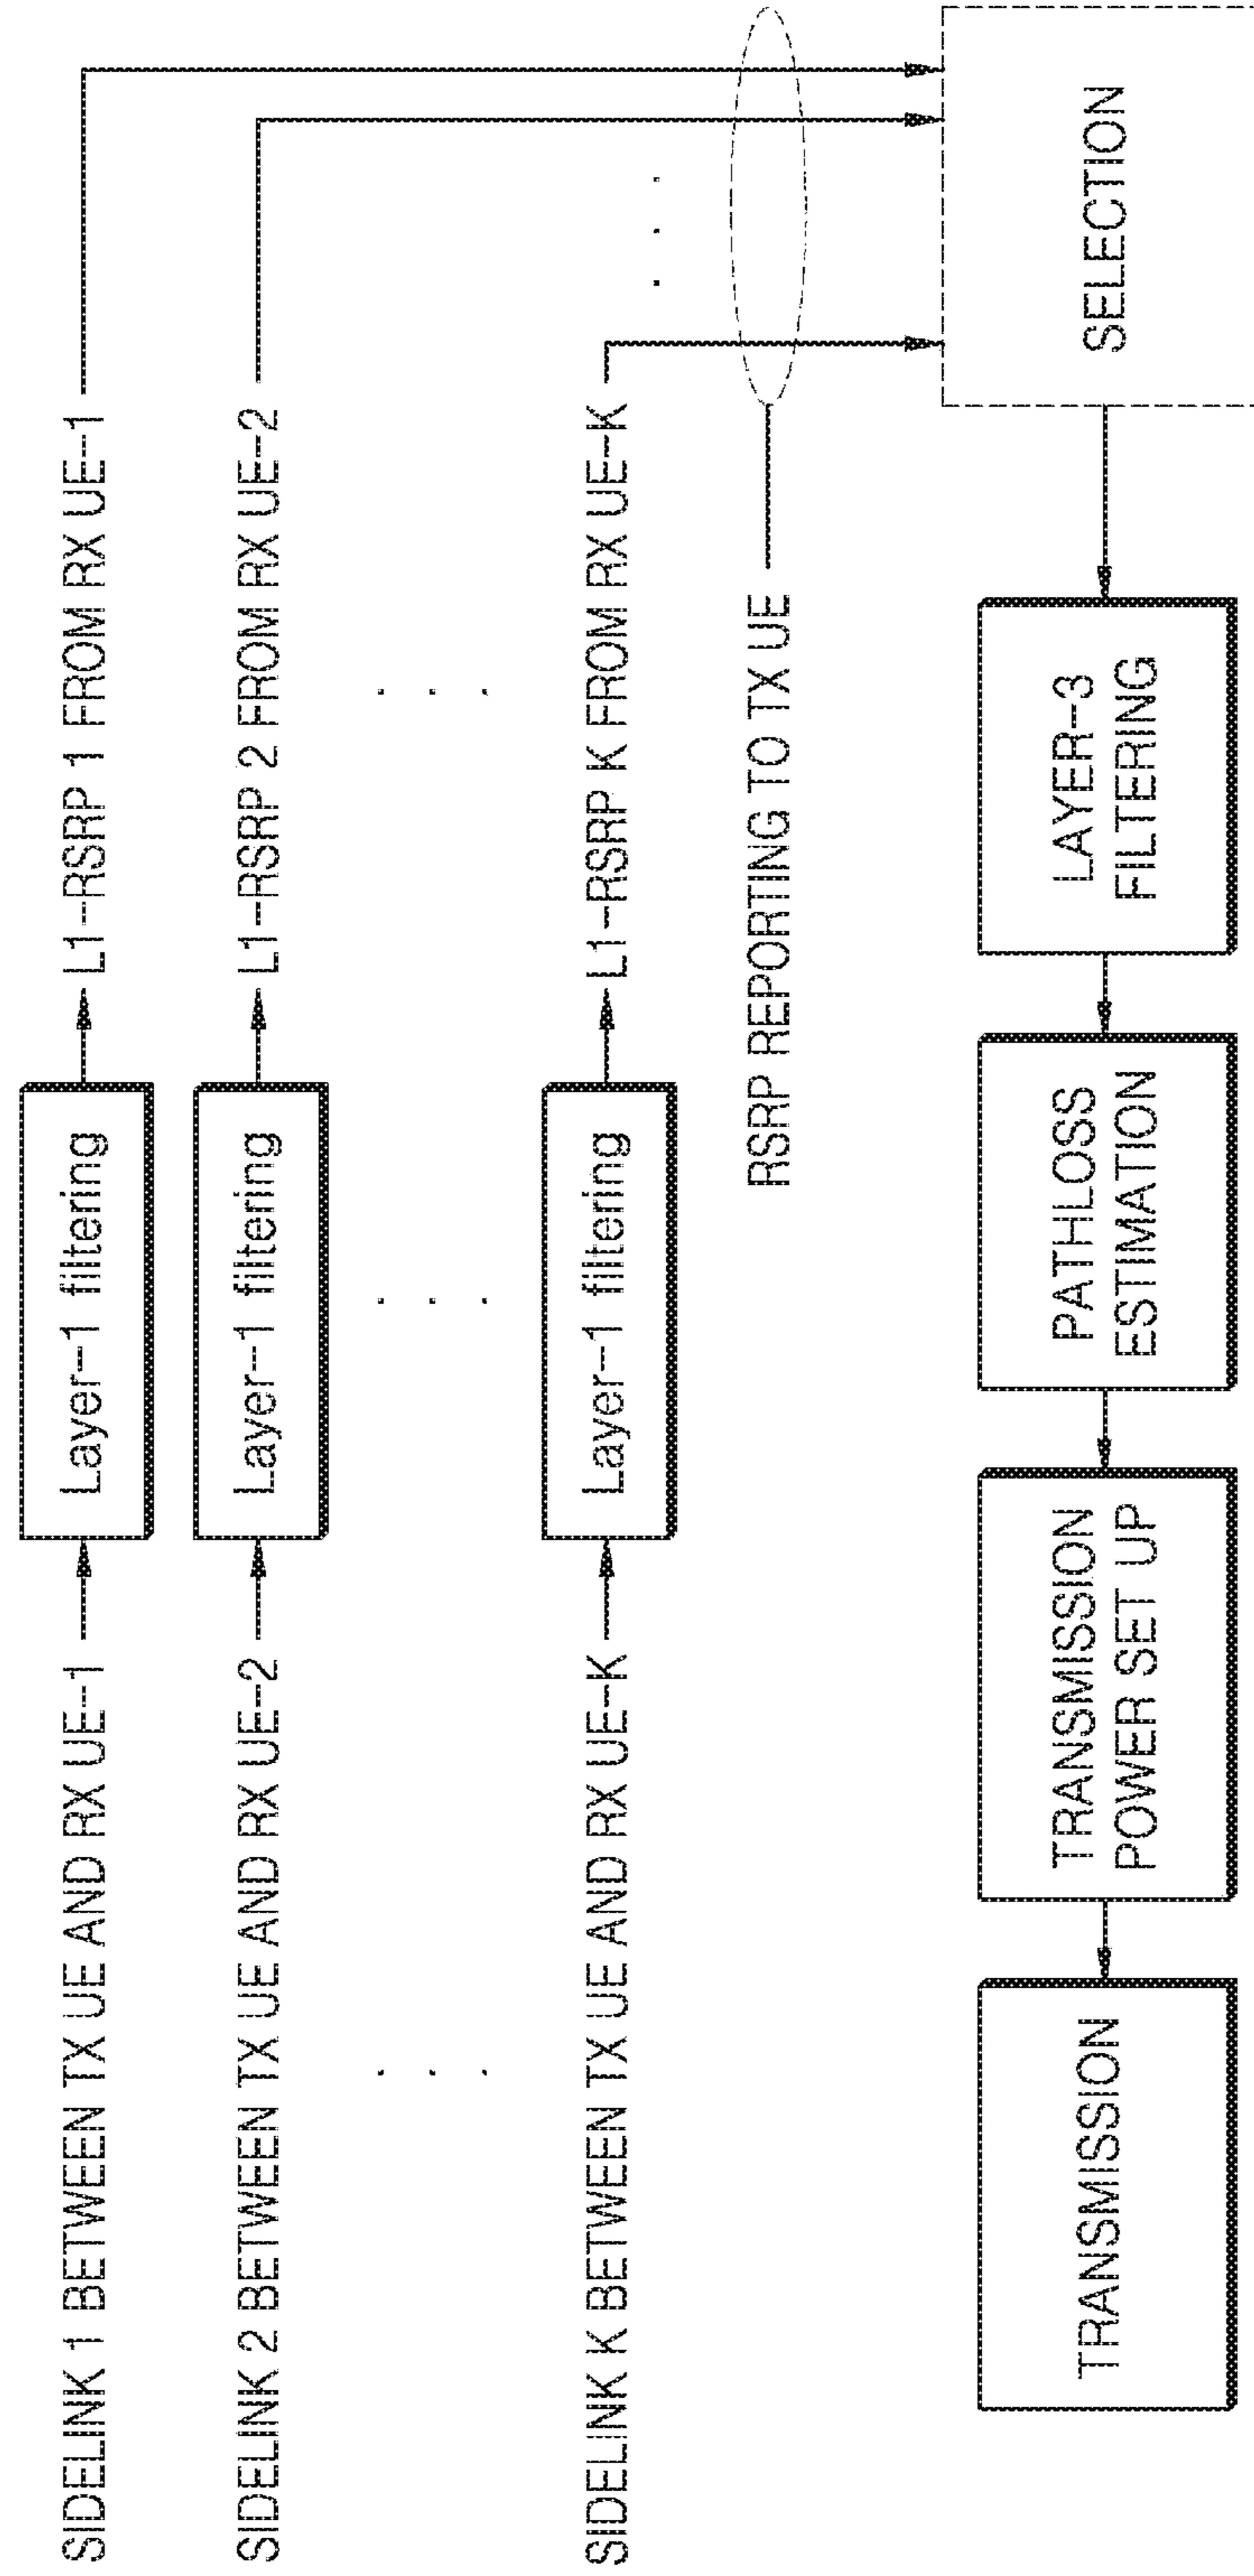 SIDELINK 1 BETWEEN TX UE AND RX UE-1
Layer-1 filtering
L1-RSRP 1 FROM RX UE-1
SIDELINK 2 BETWEEN TX UE AND RX UE-2
Layer-1 filtering
L1-RSRP 2 FROM RX UE-2
SIDELINK K BETWEEN TX UE AND RX UE-K
Layer-1 filtering
L1-RSRP K FROM RX UE-K
RSRP REPORTING TO TX UE
TRANSMISSION
TRANSMISSION
POWER SET UP
PATHLOSS
ESTIMATION
LAYER-3
FILTERING
SELECTION